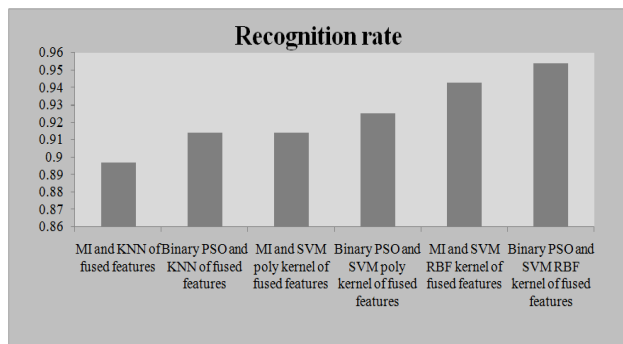 Recognition rate
0.96
0.95
0.94
0.93
0.92
0.91
0.9
0.89
0.88
0.87
0.86
MI and KNN of
fused features
Binary PSO and
KNN of fused
features
MI and SVM
poly kernel of
fused features
Binary PSO and
SVM poly
kernel of fused
features
MI and SVM
RBF kernel of
fused features
Binary PSO and
SVM RBF
kernel of fused
features